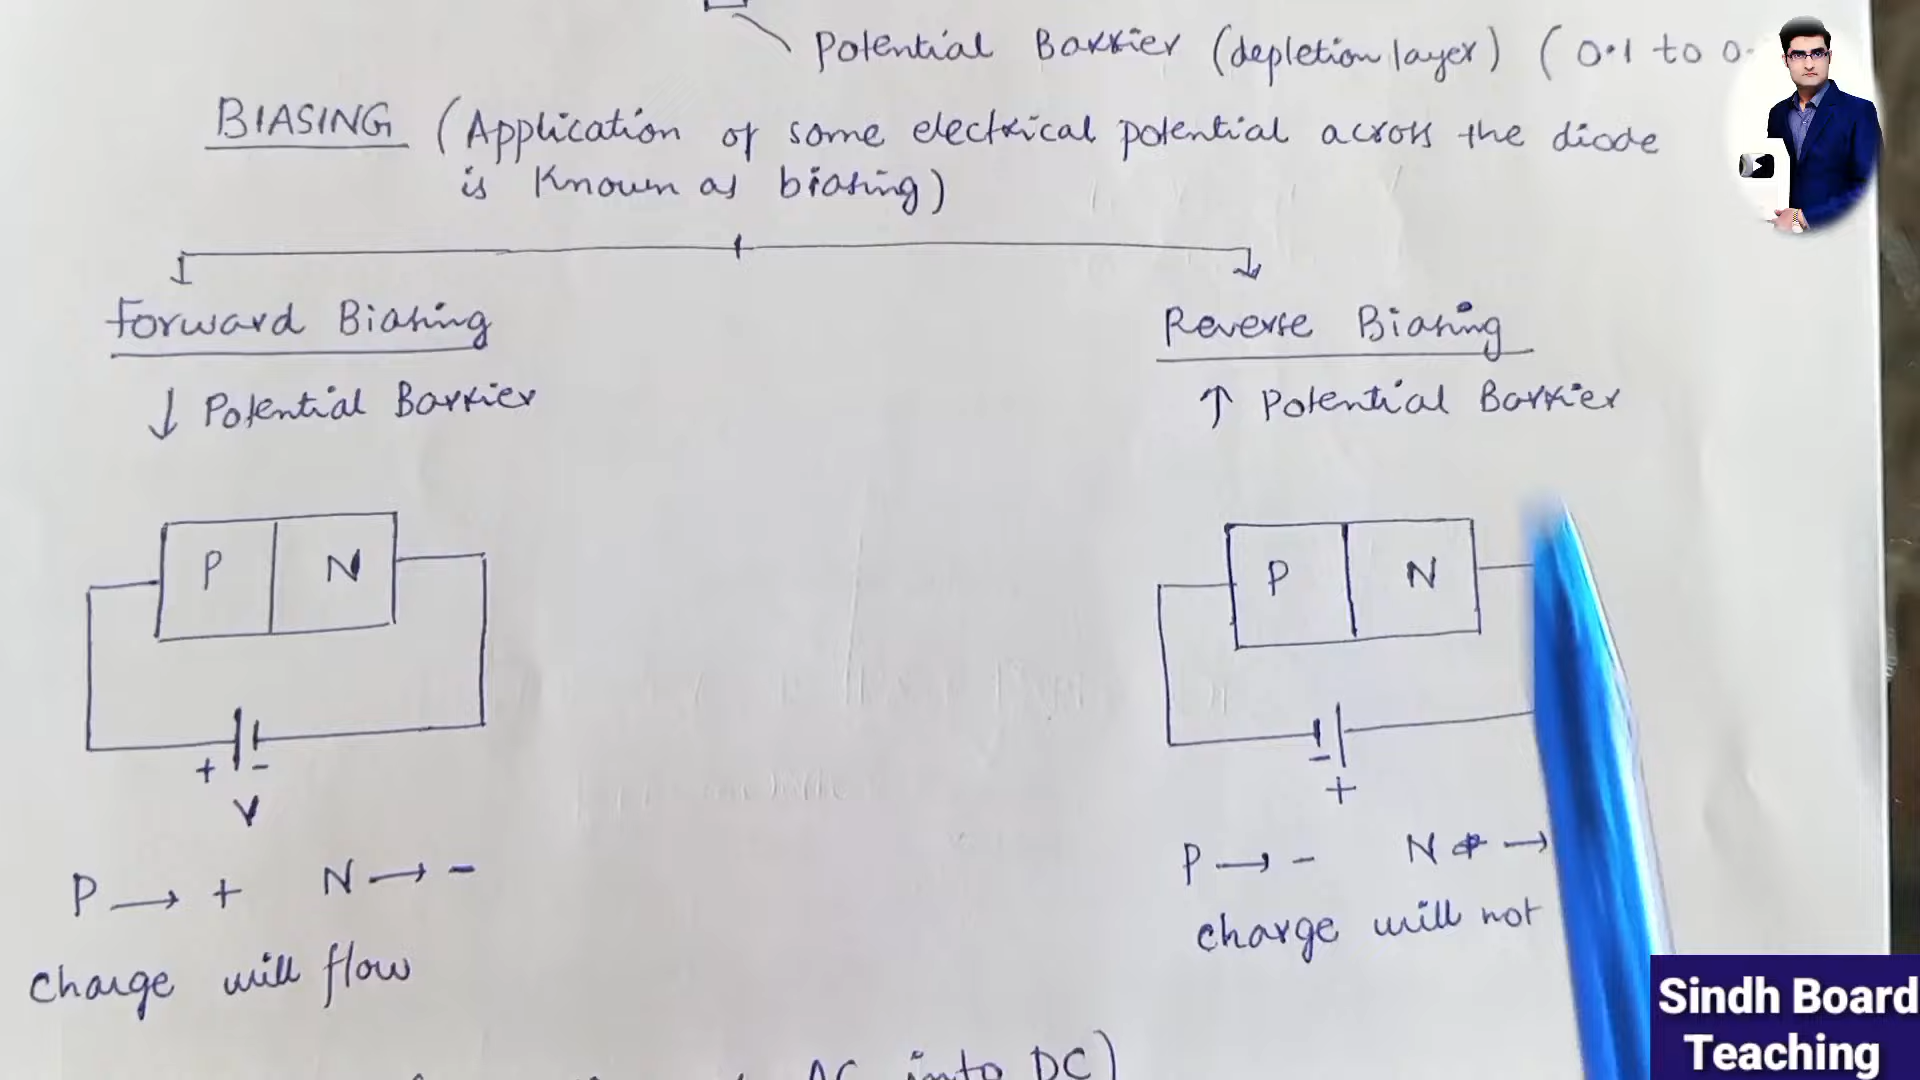 Potential Barrier (depletion layer) (0.1 to 0.
BIASING (Application of some electrical potential across the diode
is known as biasing)
Forward Biasing
↓ Potential Barrier
P N
+ -
V
P → + N → -
charge will flow
Reverse Biasing
↑ Potential Barrier
P N
- +
P → - N →
charge will not
AC into DC)
Sindh Board
Teaching